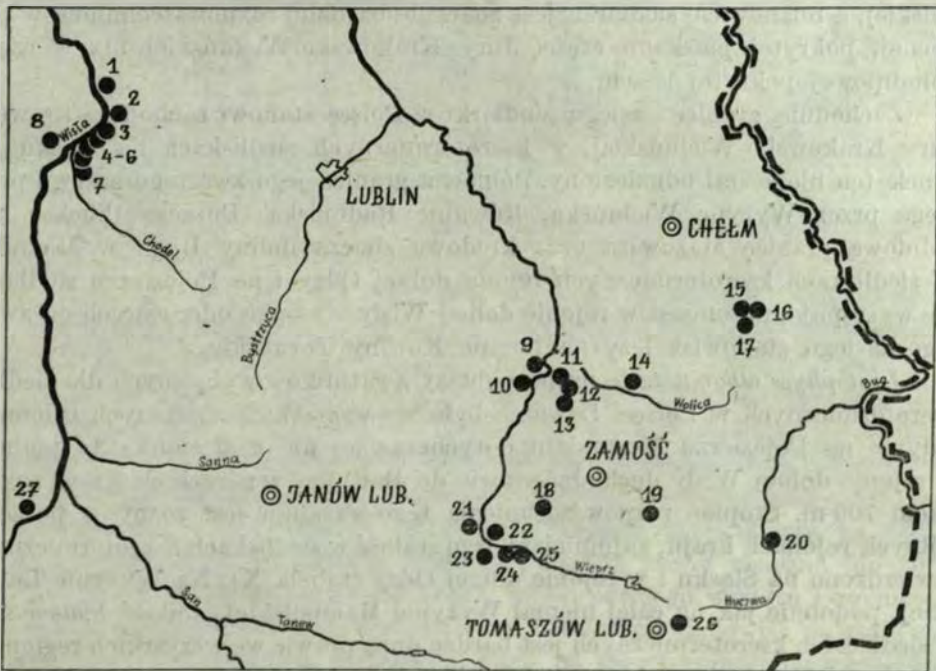 1
2
3
8
Wisła
4-6
LUBLIN
CHEŁM
Chodel
Bystrzyca
15
16
17
9
11
10
12
13
14
Wolica
Bug
ZAMOŚĆ
Sanna
JANÓW LUB.
27
21
18
19
22
23
24
25
20
Wieprz
San
Tanew
Huczwa
TOMASZÓW LUB.
26